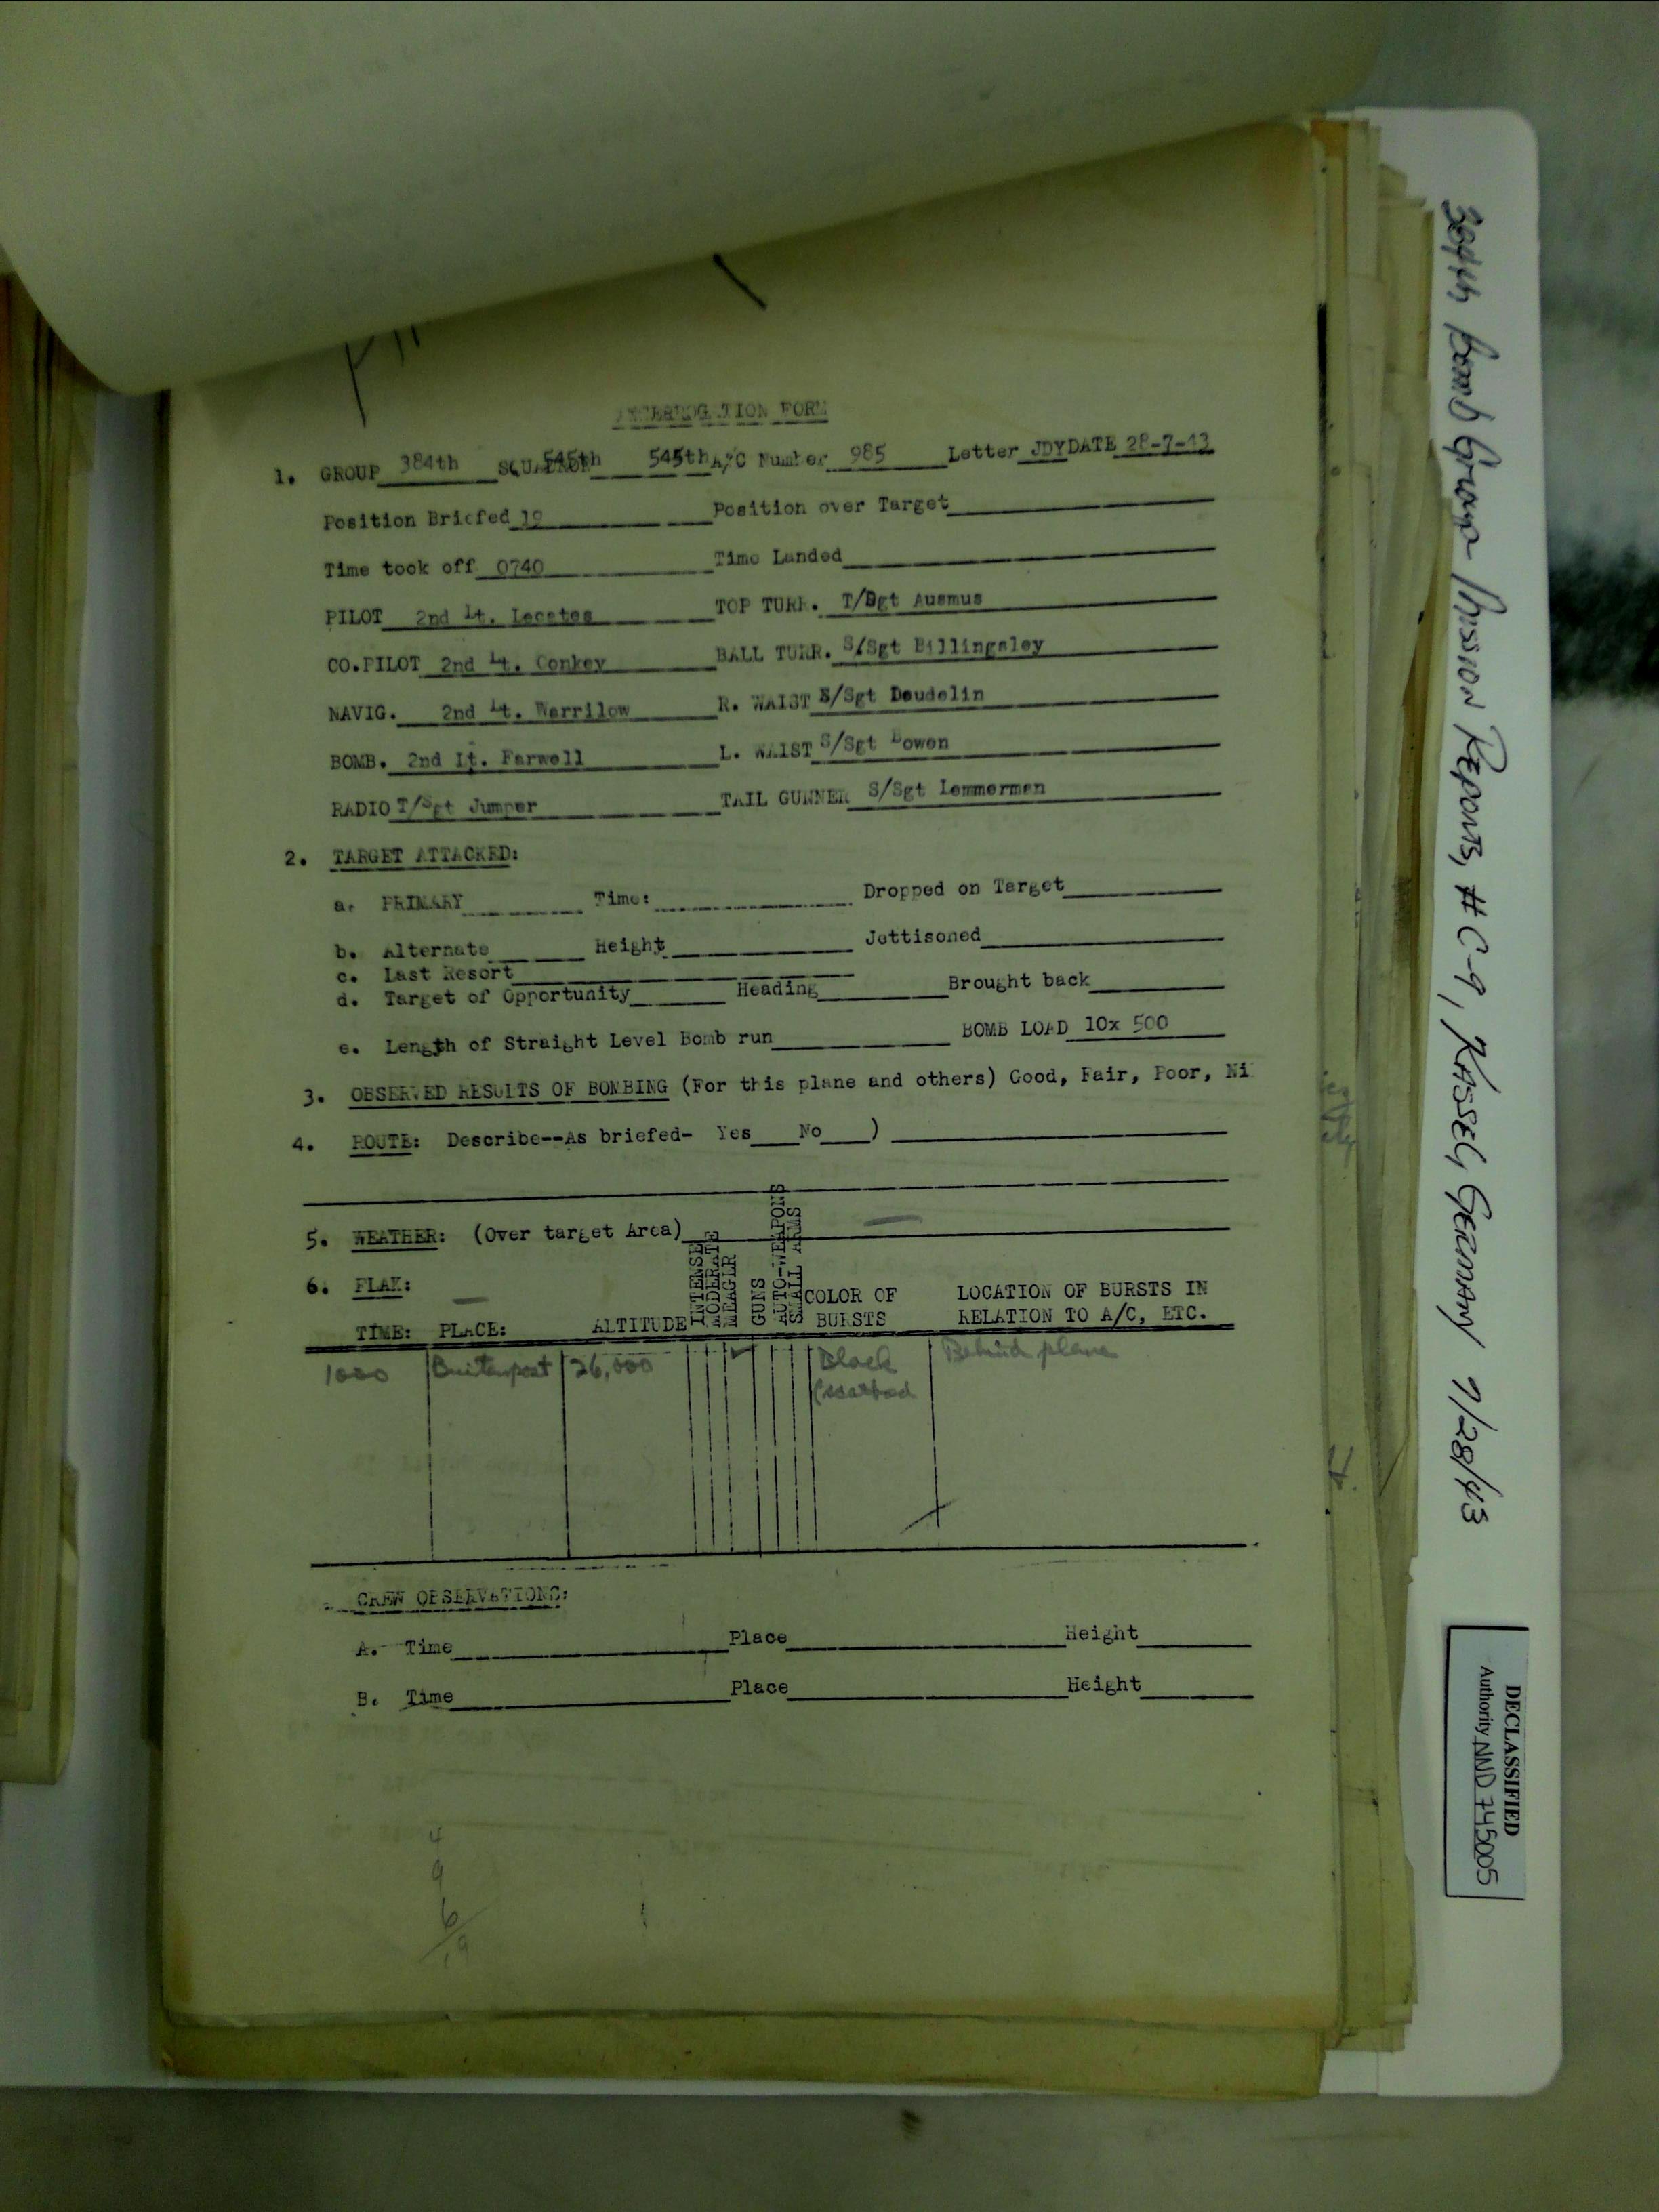 INTERROGATION FORM
1. GROUP 384th SQUADRON 545th 545th A/C Number 985 Letter JDY DATE 28-7-43
Position Briefed 19 Position over Target
Time took off 0740 Time Landed
PILOT 2nd Lt. Lecates TOP TURR. T/Sgt Ausmus
CO.PILOT 2nd Lt. Conkey BALL TURR. S/Sgt Billingsley
NAVIG. 2nd Lt. Warrilow R. WAIST S/Sgt Deudelin
BOMB. 2nd Lt. Farwell L. WAIST S/Sgt Bowen
RADIO T/Sgt Jumper TAIL GUNNER S/Sgt Lemmermen
2. TARGET ATTACKED:
a. PRIMARY Time: Dropped on Target
b. Alternate Height Jettisoned
c. Last Resort
d. Target of Opportunity Heading Brought back
e. Length of Straight Level Bomb run BOMB LOAD 10x 500
3. OBSERVED RESULTS OF BOMBING (For this plane and others) Good, Fair, Poor, Ni
4. ROUTE: Describe--As briefed- Yes No )
5. WEATHER: (Over target Area)
6. FLAK:
TIME: PLACE: ALTITUDE INTENSE MODERATE MEAGER GUNS AUTO-WEAPONS SMALL ARMS COLOR OF BURSTS LOCATION OF BURSTS IN RELATION TO A/C, ETC.
1000 Buitenpost 26,000 ✓ Black Behind plane
CREW OBSERVATIONS:
A. Time Place Height
B. Time Place Height
4
9
6
19
384th Bomb Group Mission Reports, #C-9, KASSEL, GERMANY 7/28/43
DECLASSIFIED
Authority NND 745005